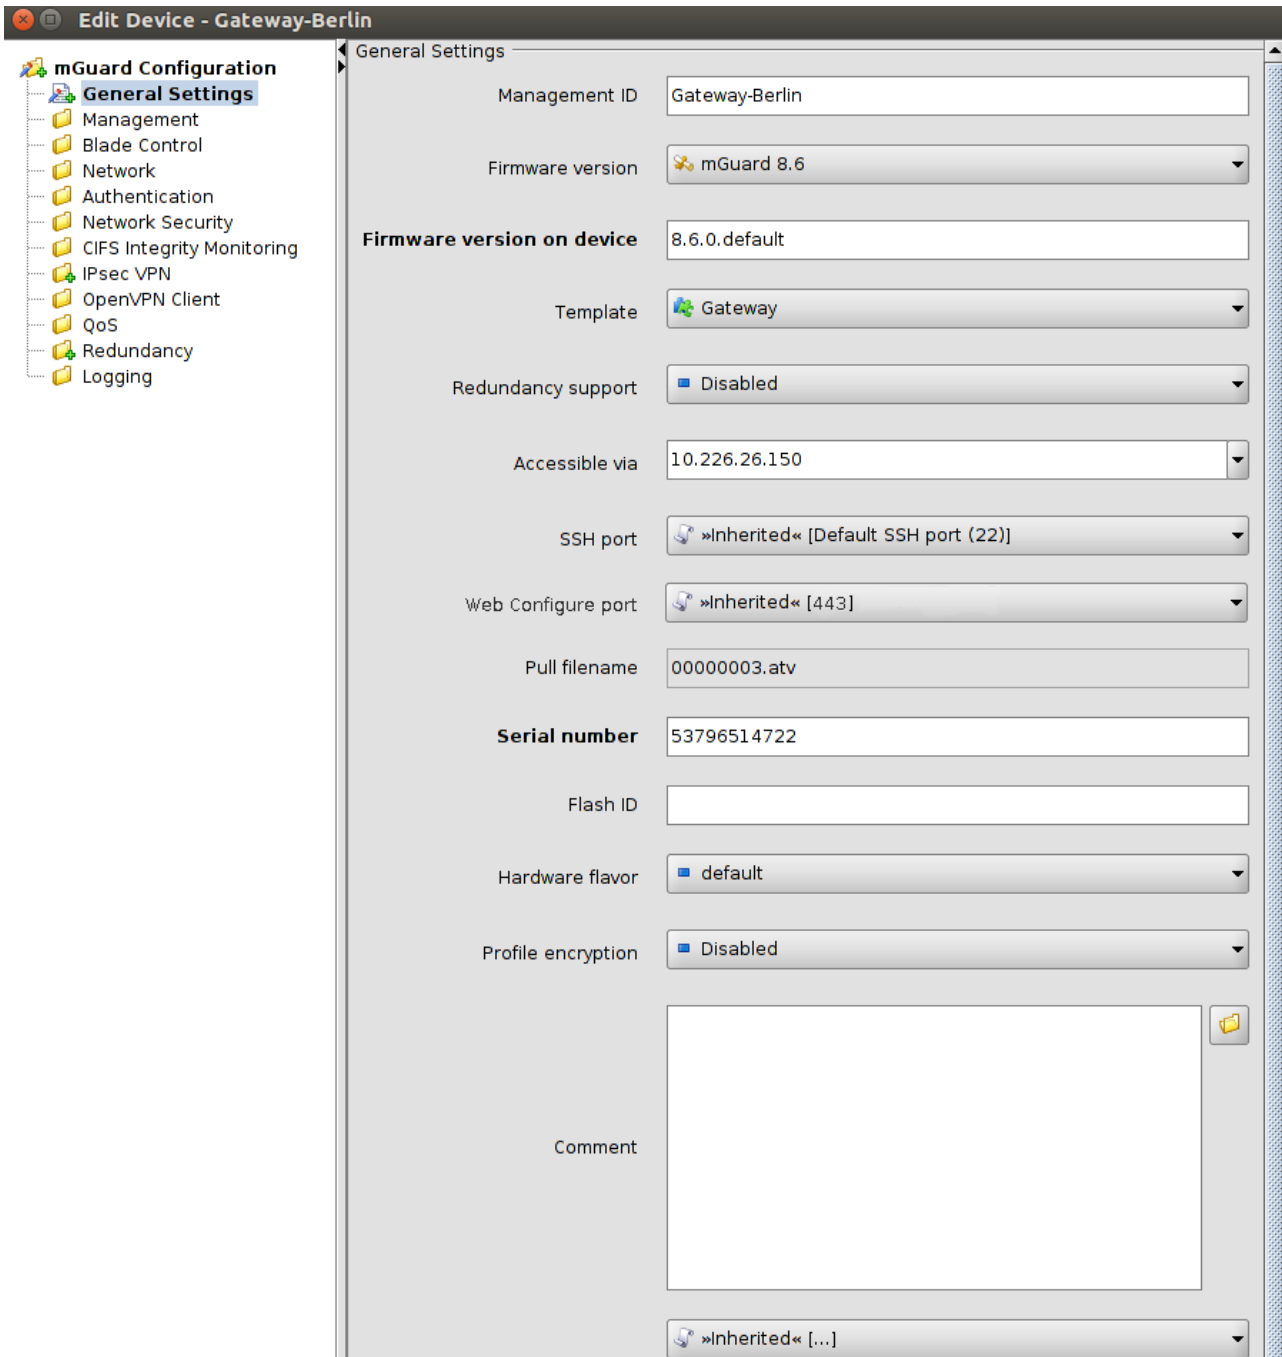 Edit Device - Gateway-Berlin
mGuard Configuration
General Settings
Management
Blade Control
Network
Authentication
Network Security
CIFS Integrity Monitoring
IPsec VPN
OpenVPN Client
QoS
Redundancy
Logging
General Settings
Management ID Gateway-Berlin
Firmware version mGuard 8.6
Firmware version on device 8.6.0.default
Template Gateway
Redundancy support Disabled
Accessible via 10.226.26.150
SSH port »Inherited« [Default SSH port (22)]
Web Configure port »Inherited« [443]
Pull filename 00000003.atv
Serial number 53796514722
Flash ID
Hardware flavor default
Profile encryption Disabled
Comment
»Inherited« [...]